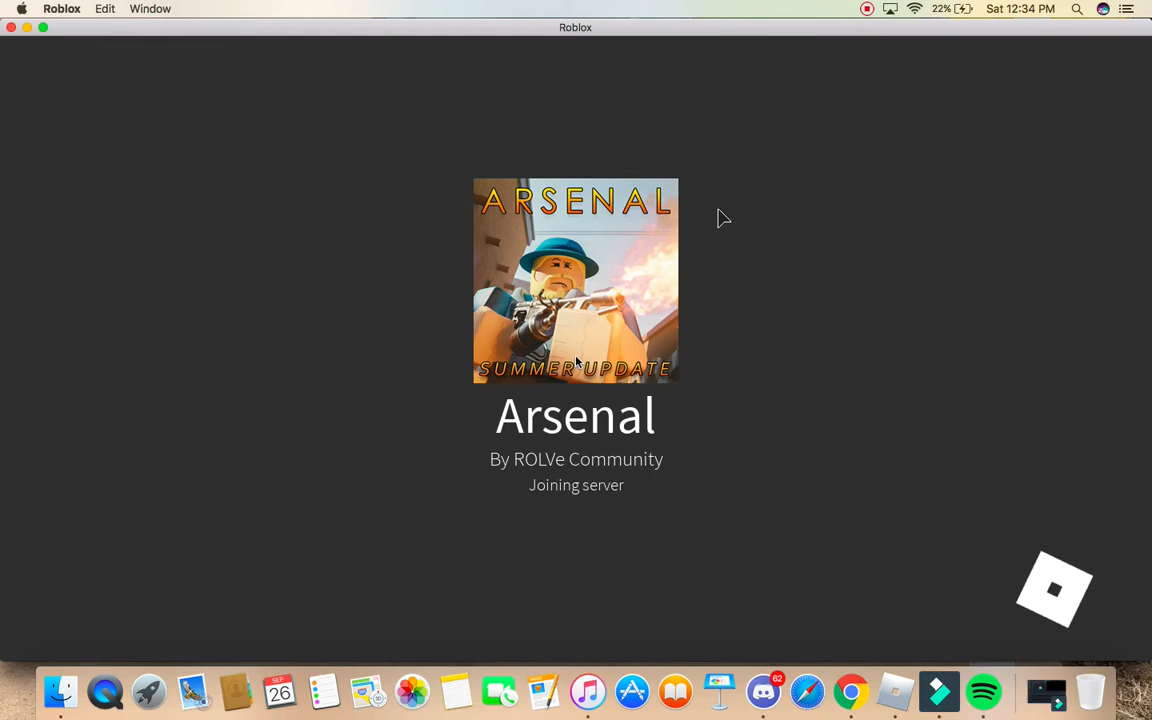 Roblox Edit Window 22% Sat 12:34 PM
Roblox
ARSENAL
SUMMER UPDATE
Arsenal
By ROLVe Community
Joining server
SEP
26
62